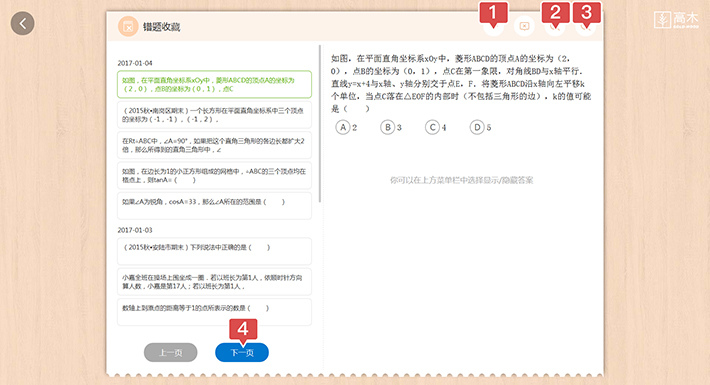 1
2
3
错题收藏
高木
2017-01-04
如图，在平面直角坐标系xOy中，菱形ABCD的顶点A的坐标为
（2，0），点B的坐标为（0，1），点C
（2015秋•南岗区期末）一个长方形在平面直角坐标系中三个顶点
的坐标为（-1，-1），（-1，2），
在Rt△ABC中，∠A=90°，如果把这个直角三角形的各边长都扩大2
倍，那么所得到的直角三角形中，∠
如图，在边长为1的小正方形组成的网格中，△ABC的三个顶点均在
格点上，则tanA=（ ）
如果∠A为锐角，cosA=33，那么∠A所在的范围是（ ）
2017-01-03
（2015秋•安陆市期末）下列说法中正确的是（ ）
小嘉全班在操场上围坐成一圈．若以班长为第1人，依顺时针方向
算人数，小嘉是第17人；若以班长为第1人，
数轴上到原点的距离等于1的点所表示的数是（ ）
4
上一页
下一页
如图，在平面直角坐标系xOy中，菱形ABCD的顶点A的坐标为（2，
0），点B的坐标为（0，1），点C在第一象限，对角线BD与x轴平行．
直线y=x+4与x轴、y轴分别交于点E，F．将菱形ABCD沿x轴向左平移k
个单位，当点C落在△EOF的内部时（不包括三角形的边），k的值可能
是（ ）
A 2 B 3 C 4 D 5
你可以在上方菜单栏中选择显示/隐藏答案